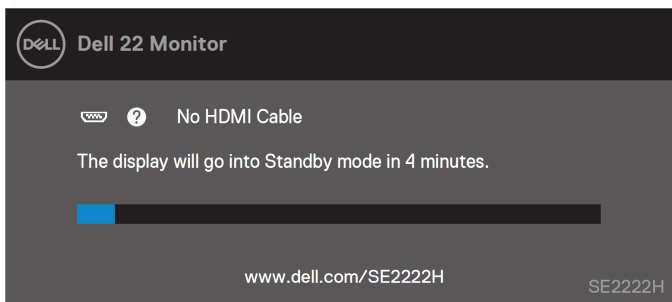 DELL Dell 22 Monitor
? No HDMI Cable
The display will go into Standby mode in 4 minutes.
www.dell.com/SE2222H
SE2222H